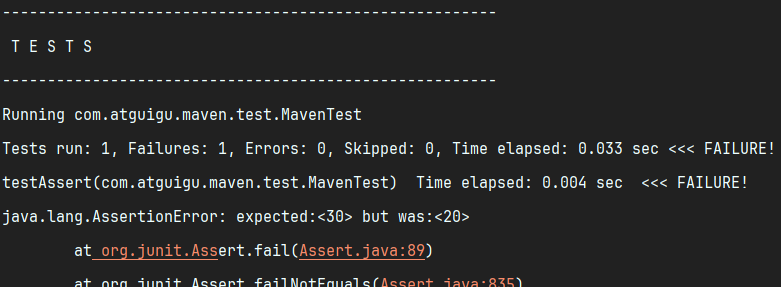 -------------------------------------------------------
T E S T S
-------------------------------------------------------
Running com.atguigu.maven.test.MavenTest
Tests run: 1, Failures: 1, Errors: 0, Skipped: 0, Time elapsed: 0.033 sec <<< FAILURE!
testAssert(com.atguigu.maven.test.MavenTest)  Time elapsed: 0.004 sec  <<< FAILURE!
java.lang.AssertionError: expected:<30> but was:<20>
at org.junit.Assert.fail(Assert.java:89)
at org.junit.Assert.failNotEquals(Assert.java:835)